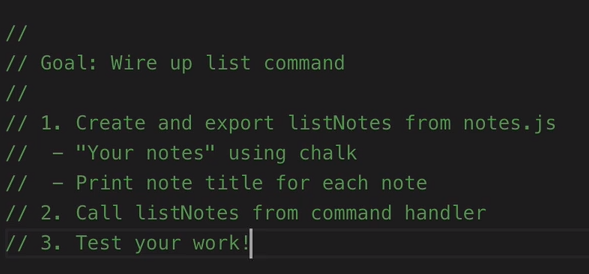 //
// Goal: Wire up list command
//
// 1. Create and export listNotes from notes.js
//  – "Your notes" using chalk
//  – Print note title for each note
// 2. Call listNotes from command handler
// 3. Test your work!